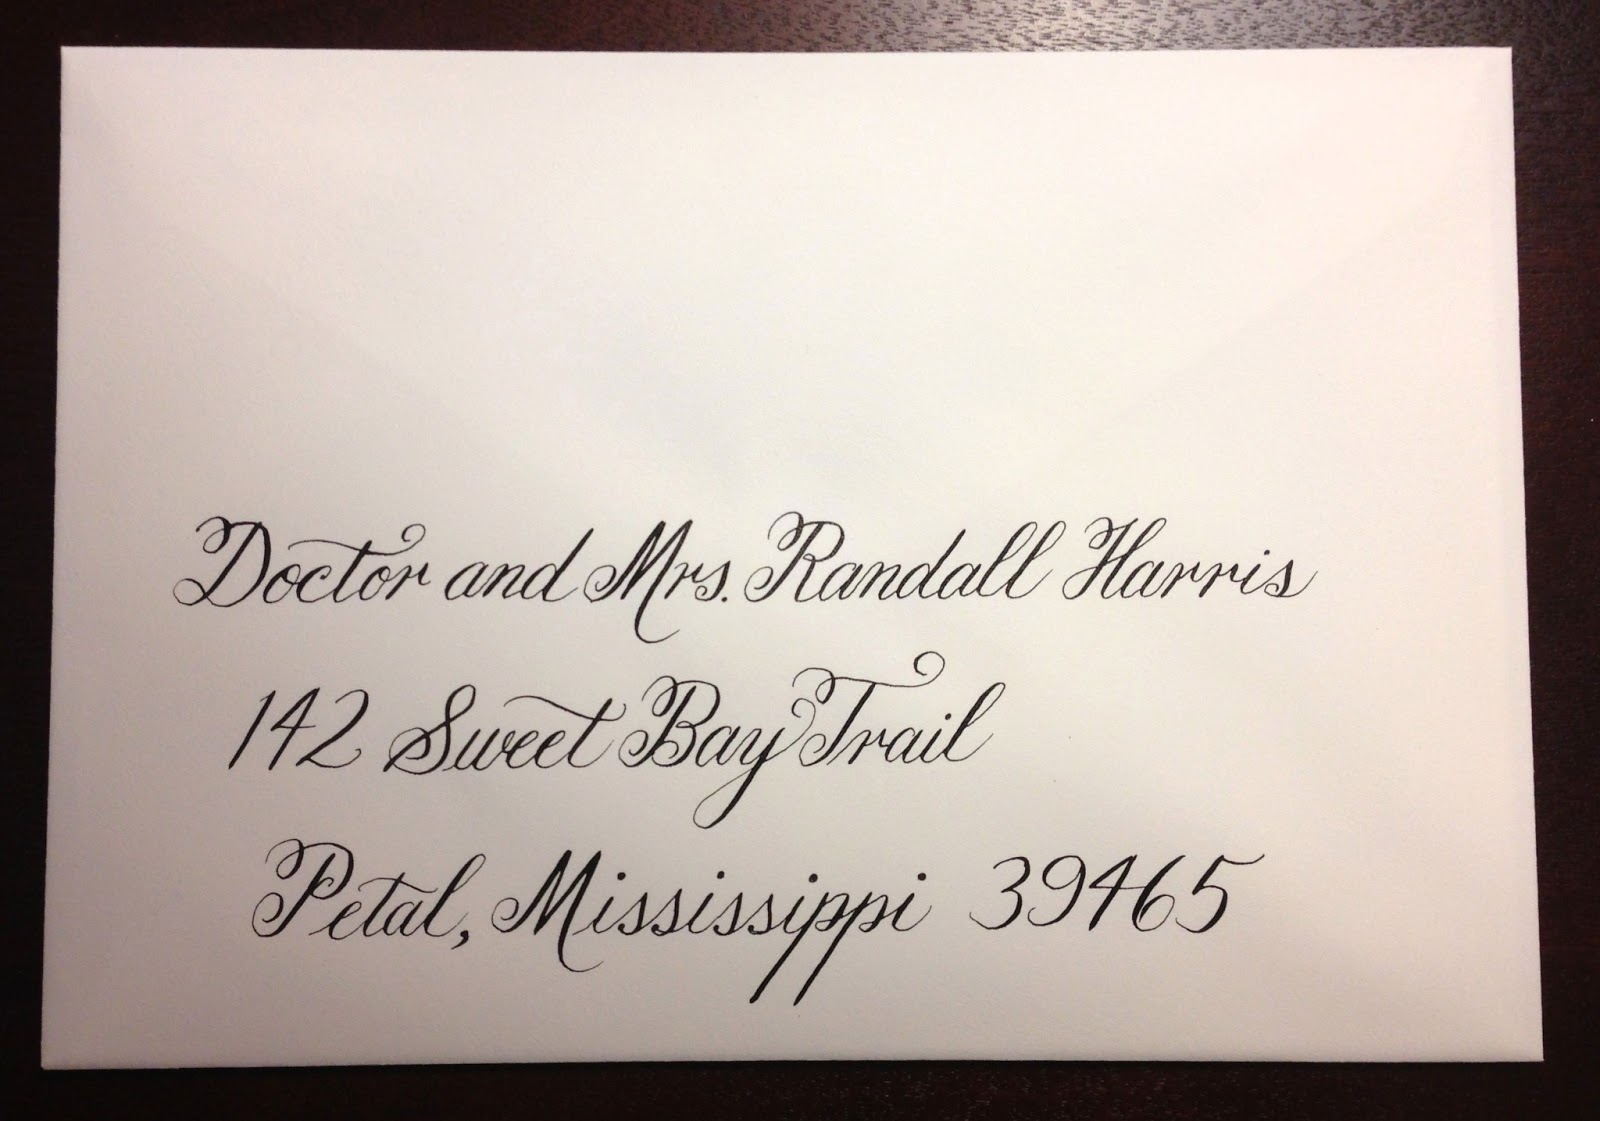 Doctor and Mrs. Randall Harris
142 Sweet Bay Trail
Petal, Mississippi 39465